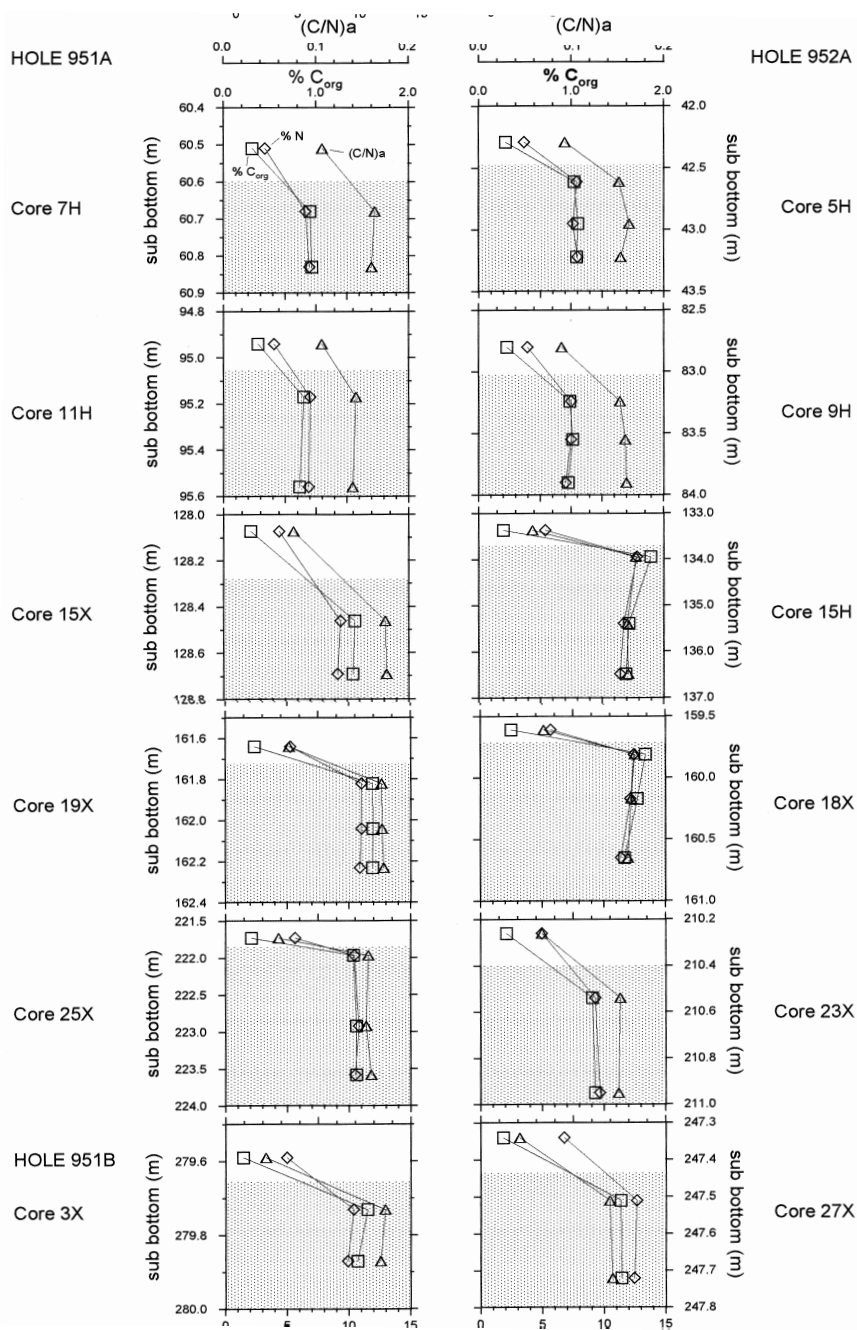 0 5 10 15 0 5 10 15
(C/N)a (C/N)a
0.0 0.1 0.2 0.0 0.1 0.2
HOLE 951A HOLE 952A
% Corg % Corg
0.0 1.0 2.0 0.0 1.0 2.0
60.4 42.0
60.5 % N 42.5
% Corg (C/N)a
60.6
Core 7H sub bottom (m) sub bottom (m) Core 5H
60.7 43.0
60.8
60.9 43.5
94.8 82.5
95.0 83.0
Core 11H sub bottom (m) sub bottom (m) Core 9H
95.2
95.4 83.5
95.6 84.0
128.0 133.0
128.2 134.0
Core 15X sub bottom (m) sub bottom (m) Core 15H
128.4 135.0
128.6 136.0
128.8 137.0
159.5
161.6
160.0
Core 19X sub bottom (m) sub bottom (m) Core 18X
161.8
162.0
160.5
162.2
162.4 161.0
221.5 210.2
222.0 210.4
222.5
Core 25X sub bottom (m) sub bottom (m) Core 23X
210.6
223.0
223.5 210.8
224.0 211.0
247.3
HOLE 951B 279.6 247.4
247.5
Core 3X sub bottom (m) sub bottom (m) Core 27X
279.8 247.6
247.7
280.0 247.8
0 5 10 15 0 5 10 15